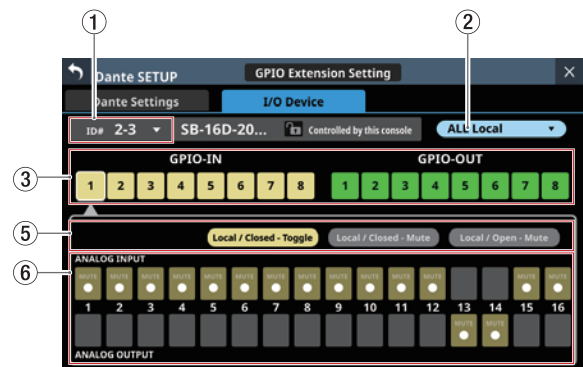 1 2
Dante SETUP GPIO Extension Setting ×
Dante Settings I/O Device
ID# 2-3 SB-16D-20... Controlled by this console ALL Local
GPIO-IN GPIO-OUT
3
1 2 3 4 5 6 7 8 1 2 3 4 5 6 7 8
5
Local / Closed - Toggle Local / Closed - Mute Local / Open - Mute
6
ANALOG INPUT
MUTE MUTE MUTE MUTE MUTE MUTE MUTE MUTE MUTE MUTE MUTE MUTE MUTE MUTE
1 2 3 4 5 6 7 8 9 10 11 12 13 14 15 16
MUTE MUTE
ANALOG OUTPUT